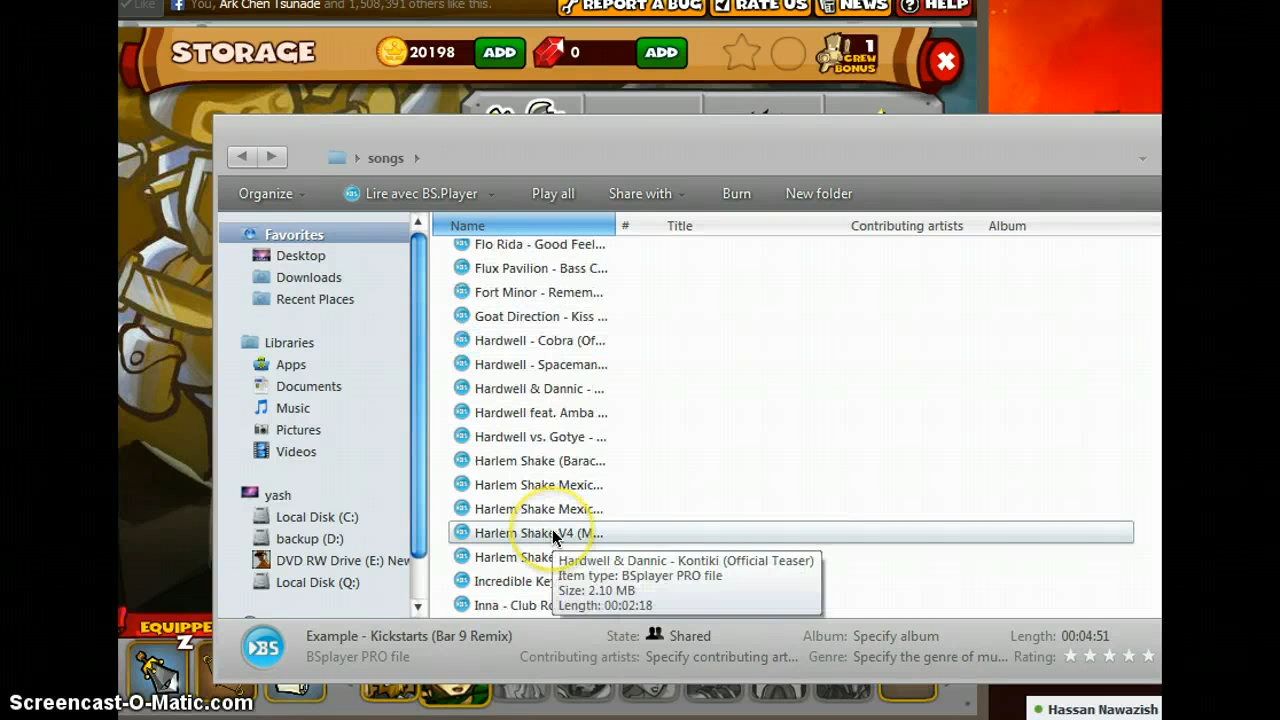 Like You, Ark Chen Tsunade and 1,508,391 others like this.
REPORT A BUG RATE US NEWS HELP
STORAGE 20198 ADD 0 ADD 1 CREW BONUS
songs
Organize Lire avec BS.Player Play all Share with Burn New folder
Name # Title Contributing artists Album
Favorites
Desktop
Downloads
Recent Places
Libraries
Apps
Documents
Music
Pictures
Videos
yash
Local Disk (C:)
backup (D:)
DVD RW Drive (E:) New
Local Disk (Q:)
Flo Rida - Good Feel...
Flux Pavilion - Bass C...
Fort Minor - Remem...
Goat Direction - Kiss ...
Hardwell - Cobra (Of...
Hardwell - Spaceman...
Hardwell & Dannic - ...
Hardwell feat. Amba ...
Hardwell vs. Gotye - ...
Harlem Shake (Barac...
Harlem Shake Mexic...
Harlem Shake Mexic...
Harlem Shake V4 (M...
Harlem Shake
Incredible Ke
Inna - Club Ro
Hardwell & Dannic - Kontiki (Official Teaser)
Item type: BSplayer PRO file
Size: 2.10 MB
Length: 00:02:18
BS
Example - Kickstarts (Bar 9 Remix) State: Shared Album: Specify album Length: 00:04:51
BSplayer PRO file Contributing artists: Specify contributing art... Genre: Specify the genre of mu... Rating:
EQUIPPE
Z
Screencast-O-Matic.com
Hassan Nawazish